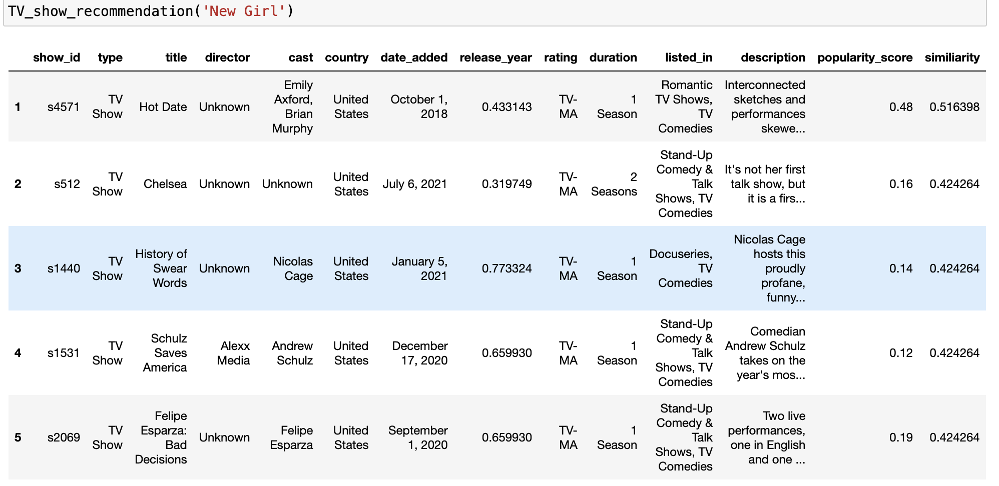 TV_show_recommendation('New Girl')
show_id type title director cast country date_added release_year rating duration listed_in description popularity_score similiarity
1 s4571 TV Show Hot Date Unknown Emily Axford, Brian Murphy United States October 1, 2018 0.433143 TV-MA 1 Season Romantic TV Shows, TV Comedies Interconnected sketches and performances skewe... 0.48 0.516398
2 s512 TV Show Chelsea Unknown Unknown United States July 6, 2021 0.319749 TV-MA 2 Seasons Stand-Up Comedy & Talk Shows, TV Comedies It's not her first talk show, but it is a firs... 0.16 0.424264
3 s1440 TV Show History of Swear Words Unknown Nicolas Cage United States January 5, 2021 0.773324 TV-MA 1 Season Docuseries, TV Comedies Nicolas Cage hosts this proudly profane, funny... 0.14 0.424264
4 s1531 TV Show Schulz Saves America Alexx Media Andrew Schulz United States December 17, 2020 0.659930 TV-MA 1 Season Stand-Up Comedy & Talk Shows, TV Comedies Comedian Andrew Schulz takes on the year's mos... 0.12 0.424264
5 s2069 TV Show Felipe Esparza: Bad Decisions Unknown Felipe Esparza United States September 1, 2020 0.659930 TV-MA 1 Season Stand-Up Comedy & Talk Shows, TV Comedies Two live performances, one in English and one ... 0.19 0.424264